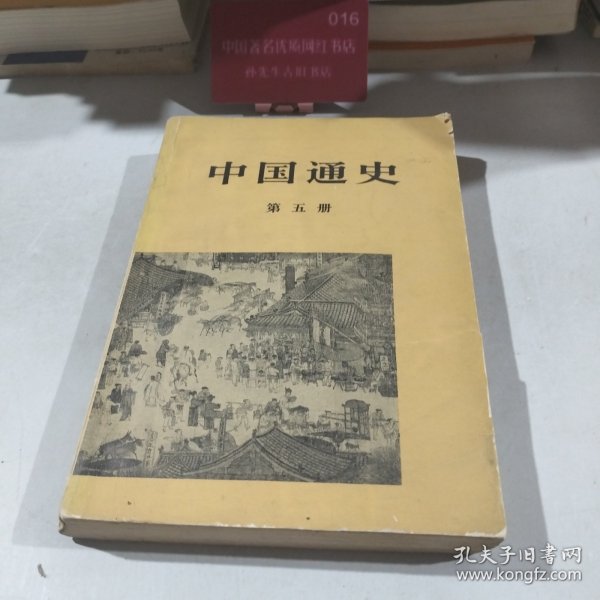 016
中国著名优质网红书店
孙先生古旧书店
中国通史
第五册
孔夫子旧书网
www.kongfz.com